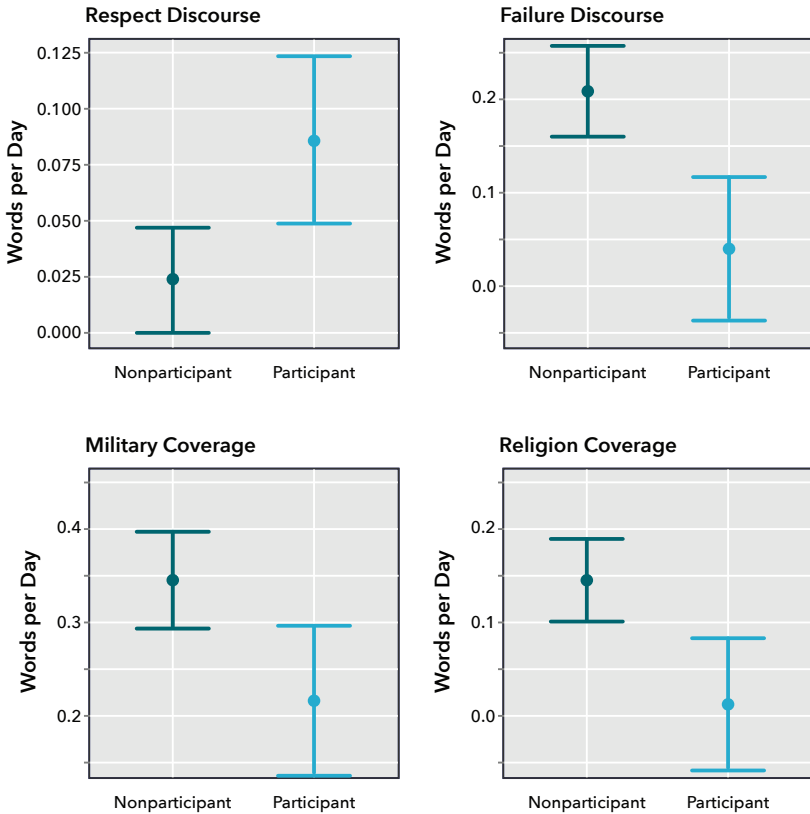 Respect Discourse
Words per Day
0.125
0.100
0.075
0.050
0.025
0.000
Nonparticipant Participant
Failure Discourse
Words per Day
0.2
0.1
0.0
Nonparticipant Participant
Military Coverage
Words per Day
0.4
0.3
0.2
Nonparticipant Participant
Religion Coverage
Words per Day
0.2
0.1
0.0
Nonparticipant Participant